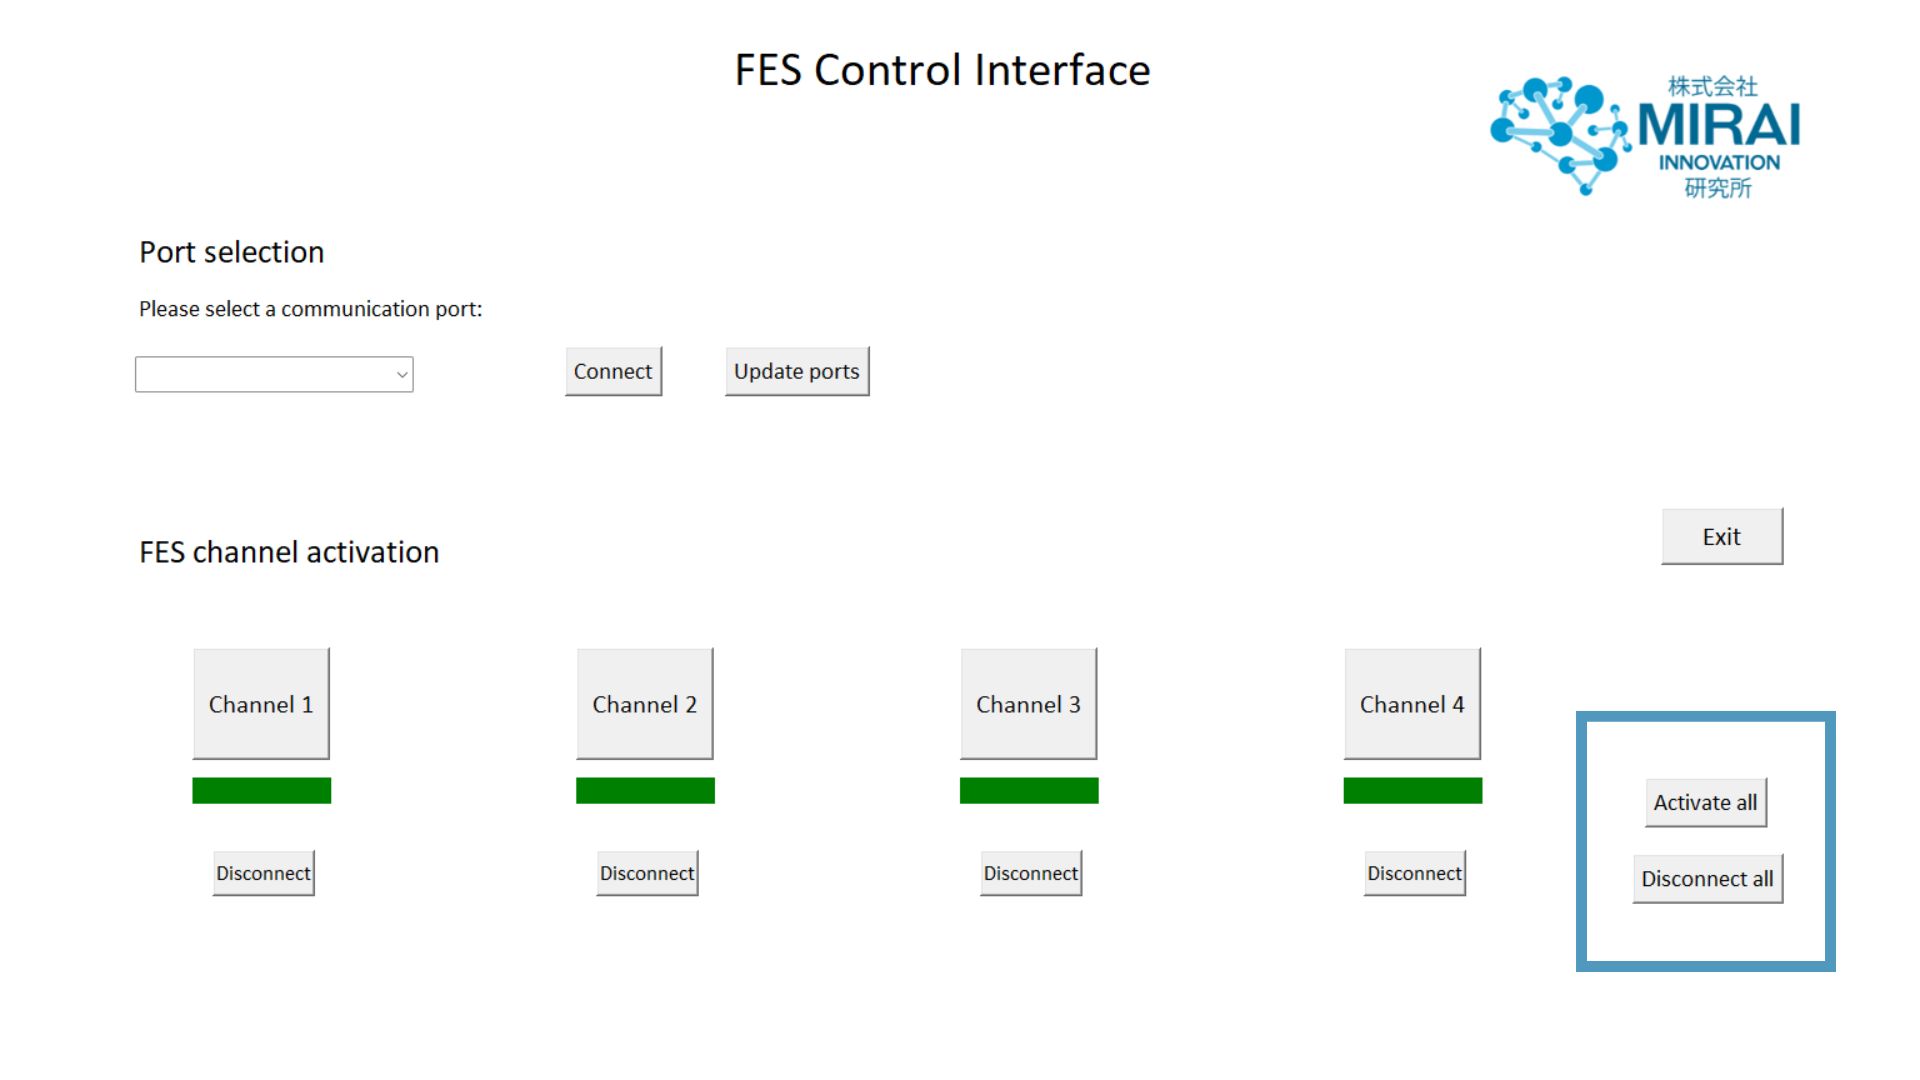 FES Control Interface
株式会社
MIRAI
INNOVATION
研究所
Port selection
Please select a communication port:
Connect
Update ports
Exit
FES channel activation
Channel 1
Channel 2
Channel 3
Channel 4
Activate all
Disconnect
Disconnect
Disconnect
Disconnect
Disconnect all